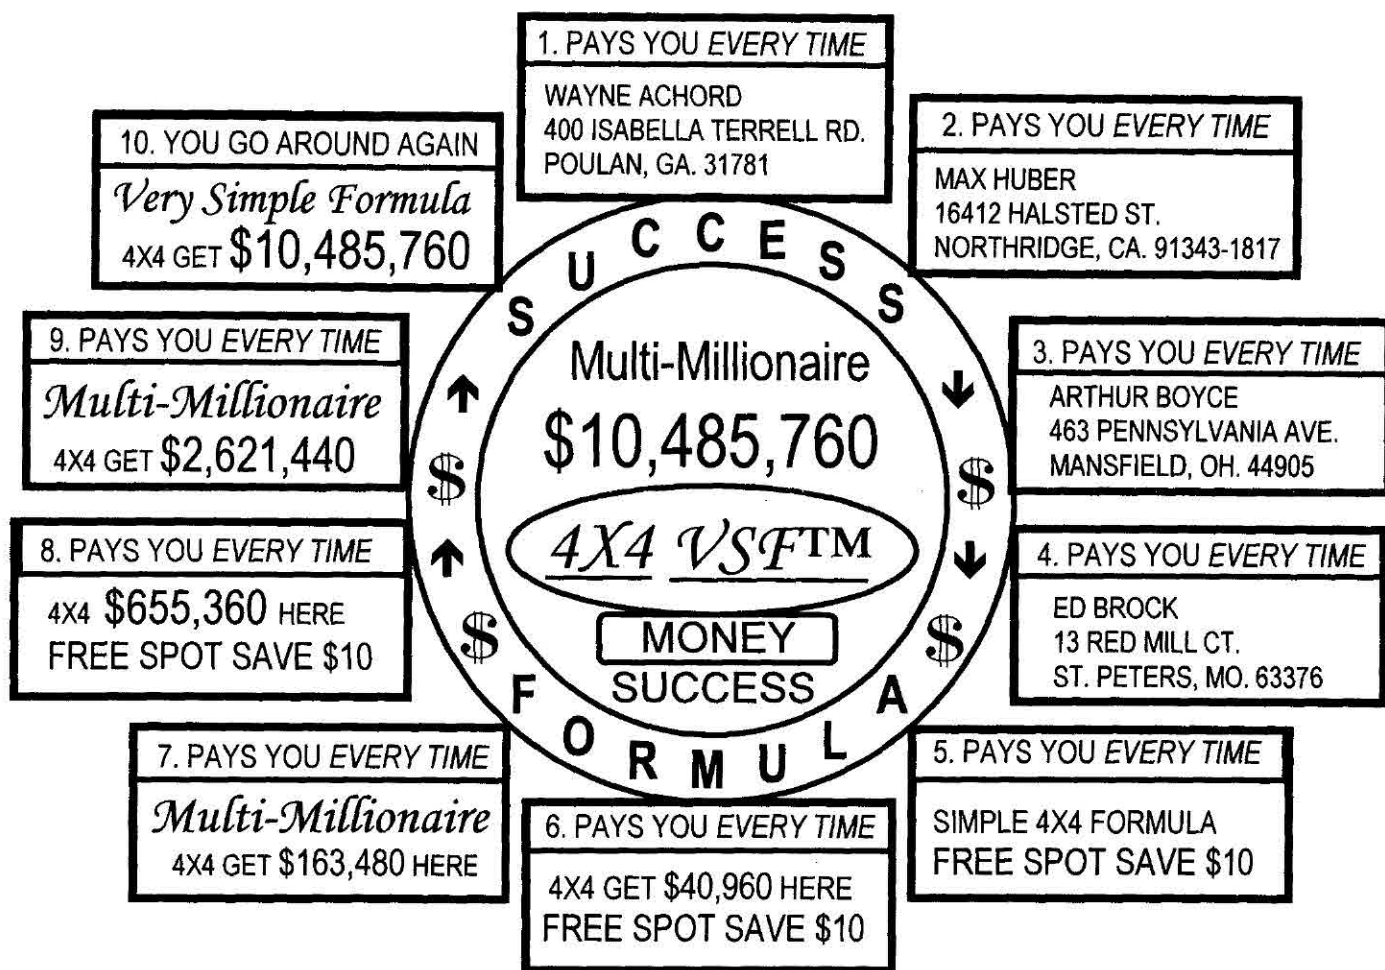 1. PAYS YOU EVERY TIME
WAYNE ACHORD
400 ISABELLA TERRELL RD.
POULAN, GA. 31781
2. PAYS YOU EVERY TIME
MAX HUBER
16412 HALSTED ST.
NORTHRIDGE, CA. 91343-1817
3. PAYS YOU EVERY TIME
ARTHUR BOYCE
463 PENNSYLVANIA AVE.
MANSFIELD, OH. 44905
4. PAYS YOU EVERY TIME
ED BROCK
13 RED MILL CT.
ST. PETERS, MO. 63376
5. PAYS YOU EVERY TIME
SIMPLE 4X4 FORMULA
FREE SPOT SAVE $10
6. PAYS YOU EVERY TIME
4X4 GET $40,960 HERE
FREE SPOT SAVE $10
7. PAYS YOU EVERY TIME
Multi-Millionaire
4X4 GET $163,480 HERE
8. PAYS YOU EVERY TIME
4X4 $655,360 HERE
FREE SPOT SAVE $10
9. PAYS YOU EVERY TIME
Multi-Millionaire
4X4 GET $2,621,440
10. YOU GO AROUND AGAIN
Very Simple Formula
4X4 GET $10,485,760
SUCCESS
$ $
FORMULA
$ $
Multi-Millionaire
$10,485,760
4X4 VSF™
MONEY
SUCCESS